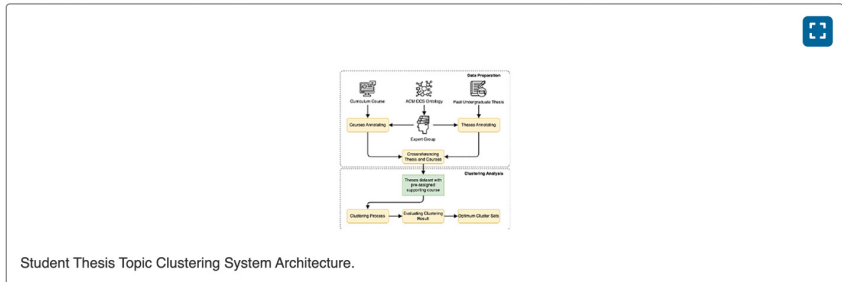 Data Preparation
Curriculum Course
ACM CCS Ontology
Past Undergraduate Thesis
Courses Annotating
Theses Annotating
Expert Group
Crossreferencing
Thesis and Courses
Clustering Analysis
Theses dataset with
pre-assigned
supporting course
Clustering Process
Evaluating Clustering
Result
Optimum Cluster Sets
Student Thesis Topic Clustering System Architecture.